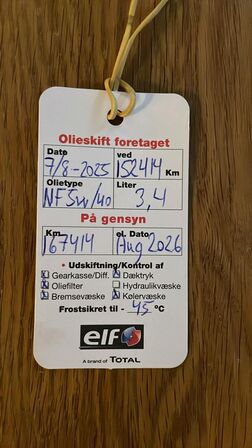 Olieskift foretaget
Dato ved
7/8-2025 152414 Km
Olietype Liter
NF 5w/40 3,4
På gensyn
Km el. Dato
167414 Aug 2026
• Udskiftning/Kontrol af
Gearkasse/Diff. Dæktryk
Oliefilter Hydraulikvæske
Bremsevæske Kølervæske
Frostsikret til - 45 °C
elf
A brand of TOTAL